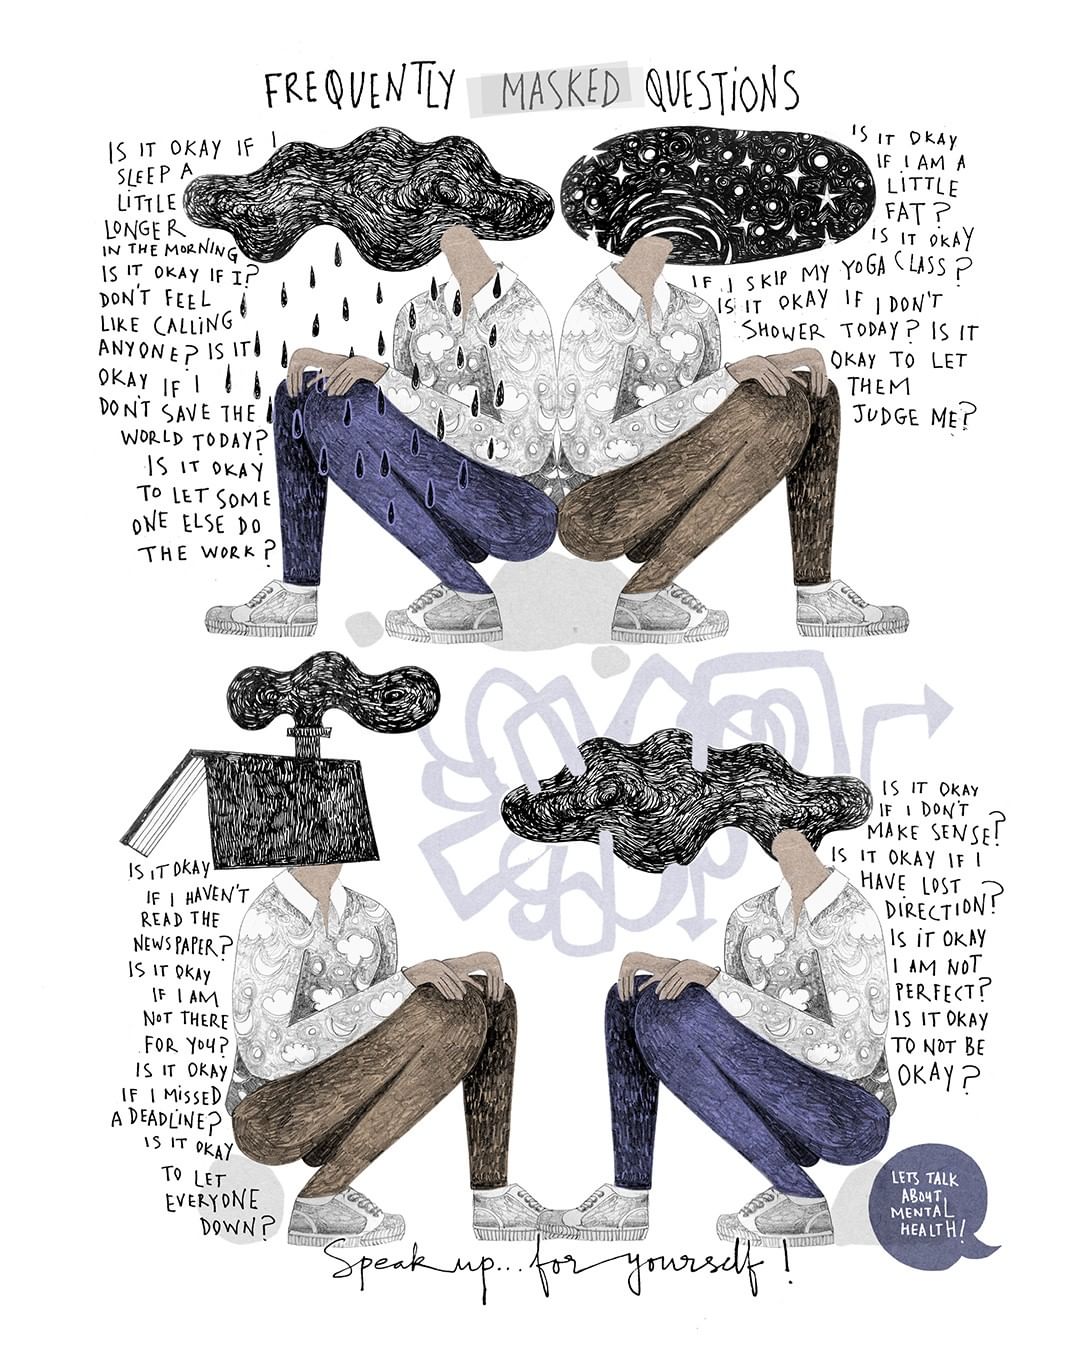 FREQUENTLY MASKED QUESTIONS
IS IT OKAY IF I
SLEEP A
LITTLE
LONGER
IN THE MORNING
IS IT OKAY IF I?
DON'T FEEL
LIKE CALLING
ANYONE? IS IT
OKAY IF I
DON'T SAVE THE
WORLD TODAY?
IS IT OKAY
TO LET SOME
ONE ELSE DO
THE WORK?
IS IT OKAY
IF I AM A
LITTLE
FAT?
IS IT OKAY
IF I SKIP MY YOGA CLASS?
IS IT OKAY IF I DON'T
SHOWER TODAY? IS IT
OKAY TO LET
THEM
JUDGE ME?
IS IT OKAY
IF I HAVEN'T
READ THE
NEWSPAPER?
IS IT OKAY
IF I AM
NOT THERE
FOR YOU?
IS IT OKAY
IF I MISSED
A DEADLINE?
IS IT OKAY
TO LET
EVERYONE
DOWN?
IS IT OKAY
IF I DON'T
MAKE SENSE?
IS IT OKAY IF I
HAVE LOST
DIRECTION?
IS IT OKAY
I AM NOT
PERFECT?
IS IT OKAY
TO NOT BE
OKAY?
LETS TALK
ABOUT
MENTAL
HEALTH!
Speak up... for yourself!